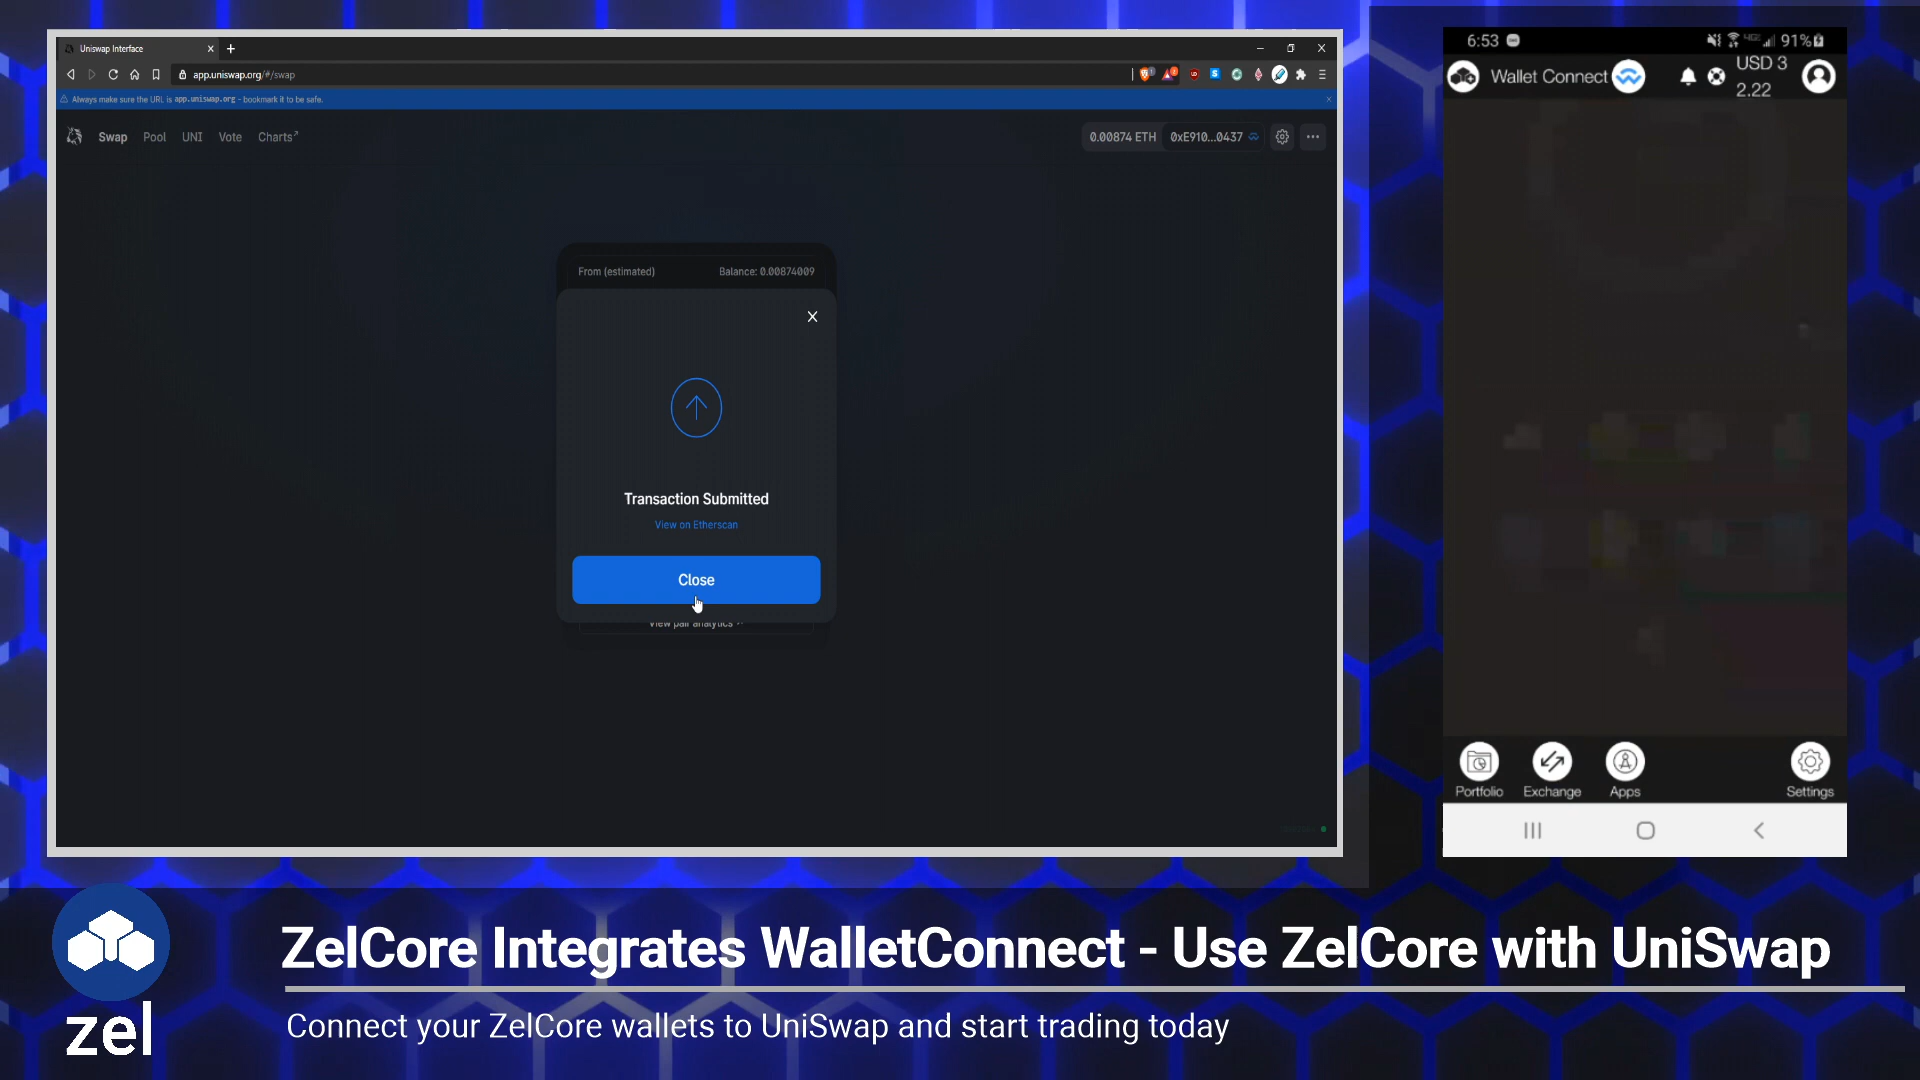 Uniswap Interface
app.uniswap.org/#/swap
Always make sure the URL is app.uniswap.org - bookmark it to be safe.
Swap Pool UNI Vote Charts
0.00874 ETH 0xE910...0437
From (estimated) Balance: 0.00874009
Transaction Submitted
View on Etherscan
Close
View pair analytics
6:53 91%
Wallet Connect
USD 3
2.22
Portfolio Exchange Apps Settings
zel
ZelCore Integrates WalletConnect - Use ZelCore with UniSwap
Connect your ZelCore wallets to UniSwap and start trading today